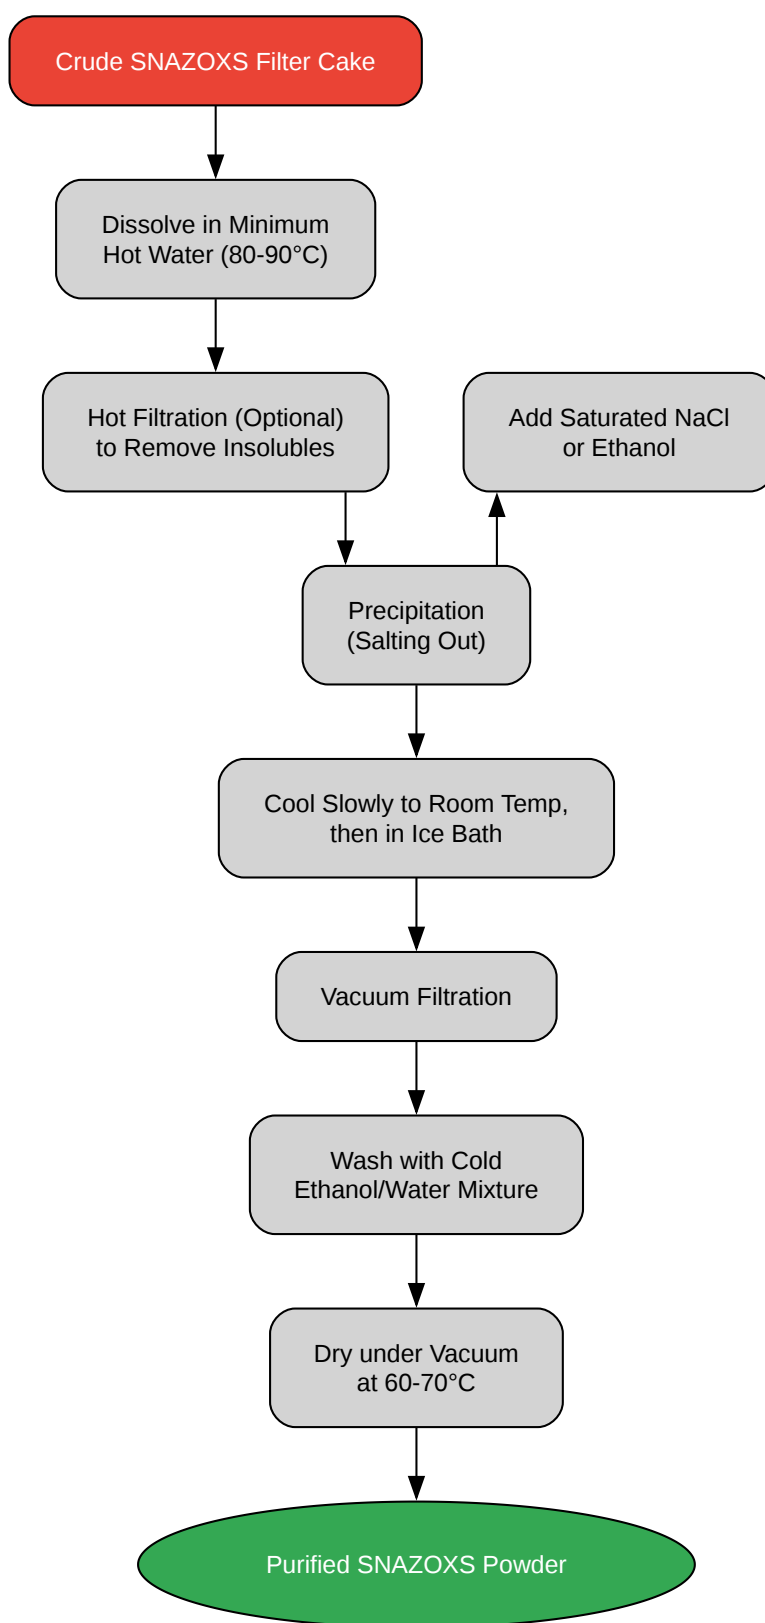 Crude SNAZOXS Filter Cake
Dissolve in Minimum
Hot Water (80-90°C)
Hot Filtration (Optional)
to Remove Insolubles
Add Saturated NaCl
or Ethanol
Precipitation
(Salting Out)
Cool Slowly to Room Temp,
then in Ice Bath
Vacuum Filtration
Wash with Cold
Ethanol/Water Mixture
Dry under Vacuum
at 60-70°C
Purified SNAZOXS Powder